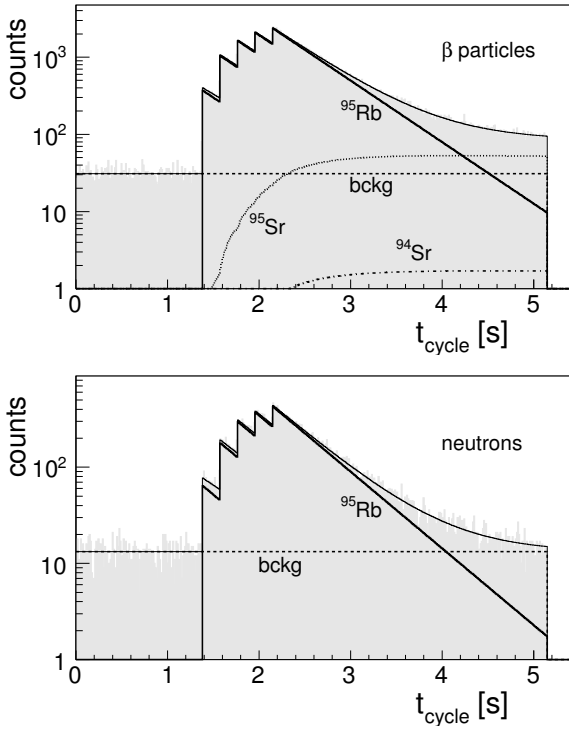 counts
10³
10²
10
1
β particles
⁹⁵Rb
bckg
⁹⁵Sr
⁹⁴Sr
0 1 2 3 4 5
t_cycle [s]
counts
10²
10
1
neutrons
⁹⁵Rb
bckg
0 1 2 3 4 5
t_cycle [s]